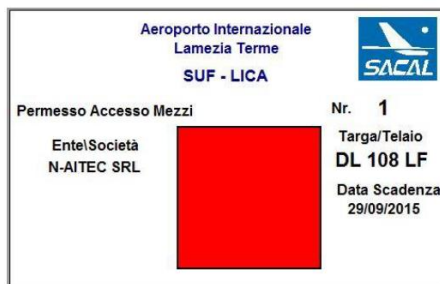 Aeroporto Internazionale
Lamezia Terme
SUF - LICA
SACAL
Permesso Accesso Mezzi
Nr. 1
Ente\Società
N-AITEC SRL
Targa/Telaio
DL 108 LF
Data Scadenza
29/09/2015